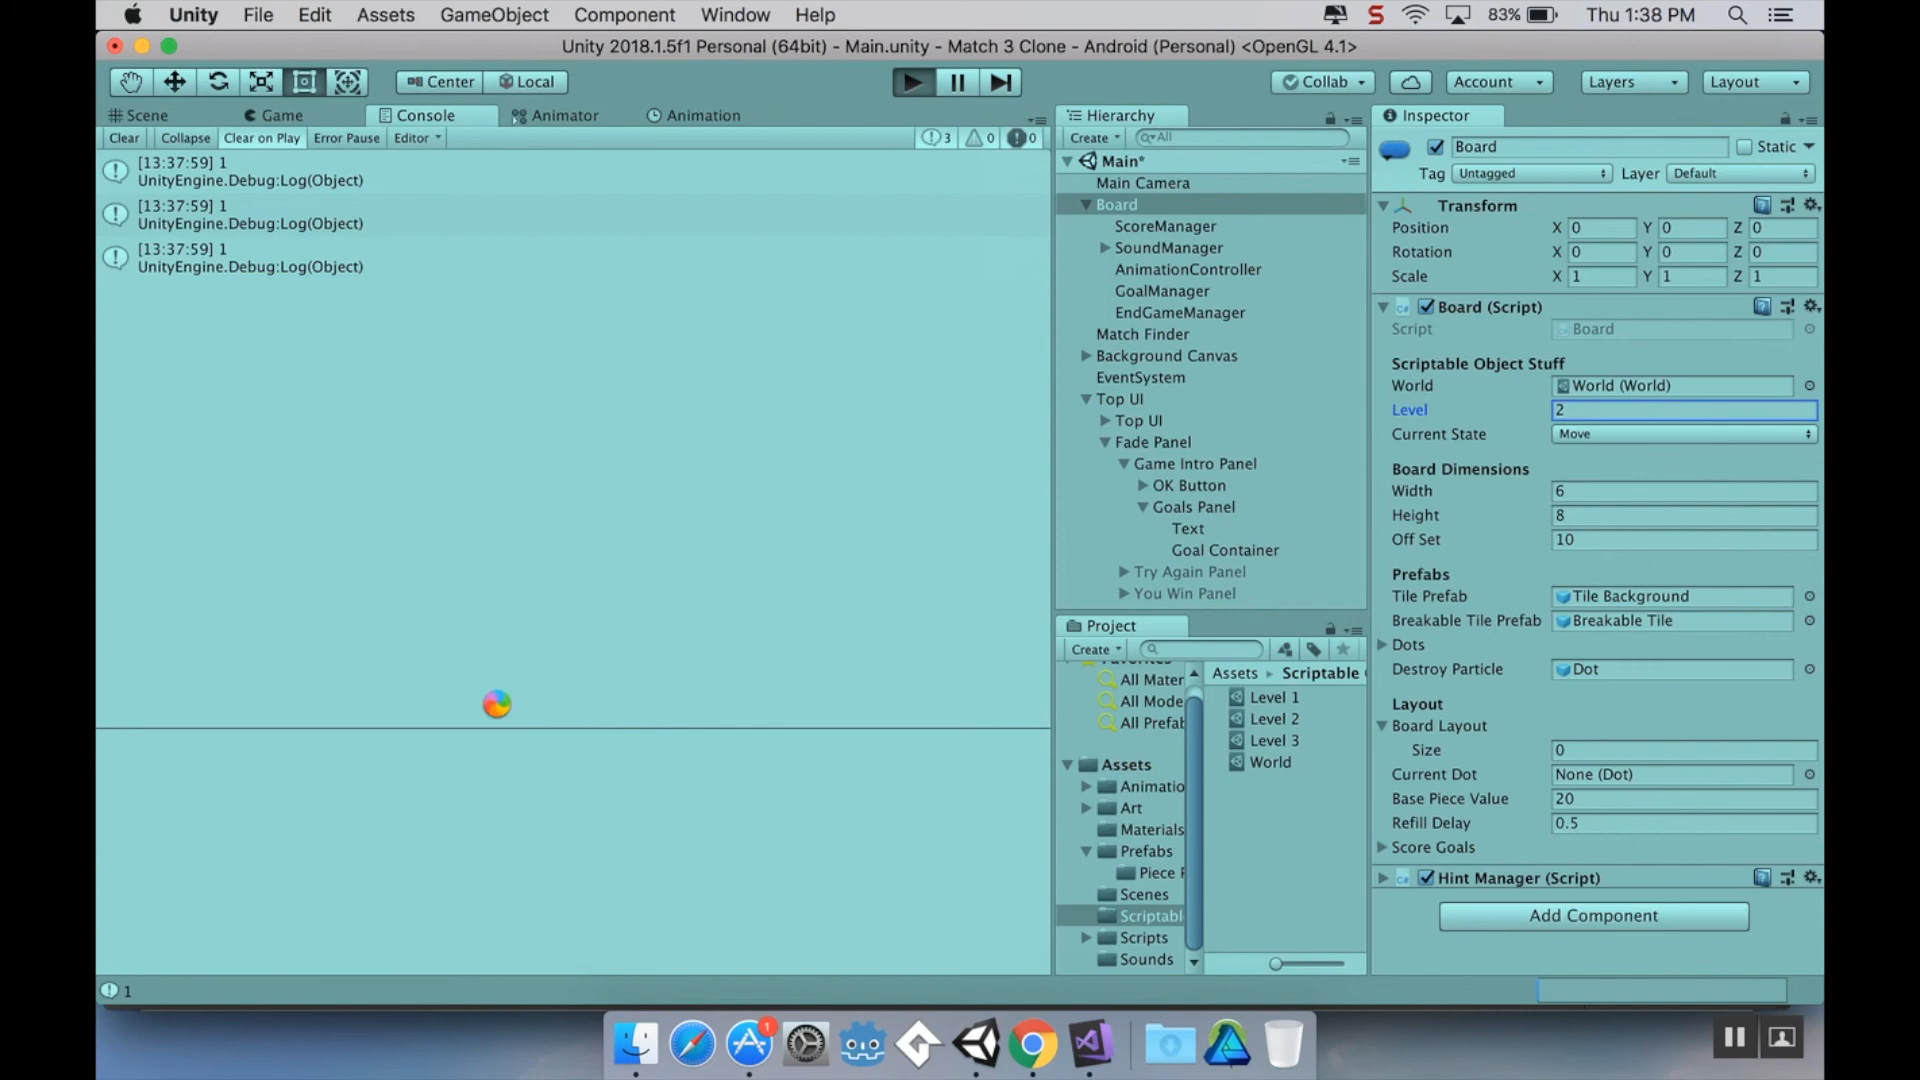 Unity File Edit Assets GameObject Component Window Help 83% Thu 1:38 PM
Unity 2018.1.5f1 Personal (64bit) - Main.unity - Match 3 Clone - Android (Personal) <OpenGL 4.1>
Center Local Collab Account Layers Layout
Scene Game Console Animator Animation
Clear Collapse Clear on Play Error Pause Editor 3 0 0
[13:37:59] 1
UnityEngine.Debug:Log(Object)
[13:37:59] 1
UnityEngine.Debug:Log(Object)
[13:37:59] 1
UnityEngine.Debug:Log(Object)
1
Hierarchy
Create All
Main*
Main Camera
Board
ScoreManager
SoundManager
AnimationController
GoalManager
EndGameManager
Match Finder
Background Canvas
EventSystem
Top UI
Top UI
Fade Panel
Game Intro Panel
OK Button
Goals Panel
Text
Goal Container
Try Again Panel
You Win Panel
Project
Create
Favorites
All Mater
All Mode
All Prefab
Assets
Animatio
Art
Materials
Prefabs
Piece
Scenes
Scriptabl
Scripts
Sounds
Assets Scriptable
Level 1
Level 2
Level 3
World
Inspector
Board Static
Tag Untagged Layer Default
Transform
Position X 0 Y 0 Z 0
Rotation X 0 Y 0 Z 0
Scale X 1 Y 1 Z 1
Board (Script)
Script Board
Scriptable Object Stuff
World World (World)
Level 2
Current State Move
Board Dimensions
Width 6
Height 8
Off Set 10
Prefabs
Tile Prefab Tile Background
Breakable Tile Prefab Breakable Tile
Dots
Destroy Particle Dot
Layout
Board Layout
Size 0
Current Dot None (Dot)
Base Piece Value 20
Refill Delay 0.5
Score Goals
Hint Manager (Script)
Add Component
1